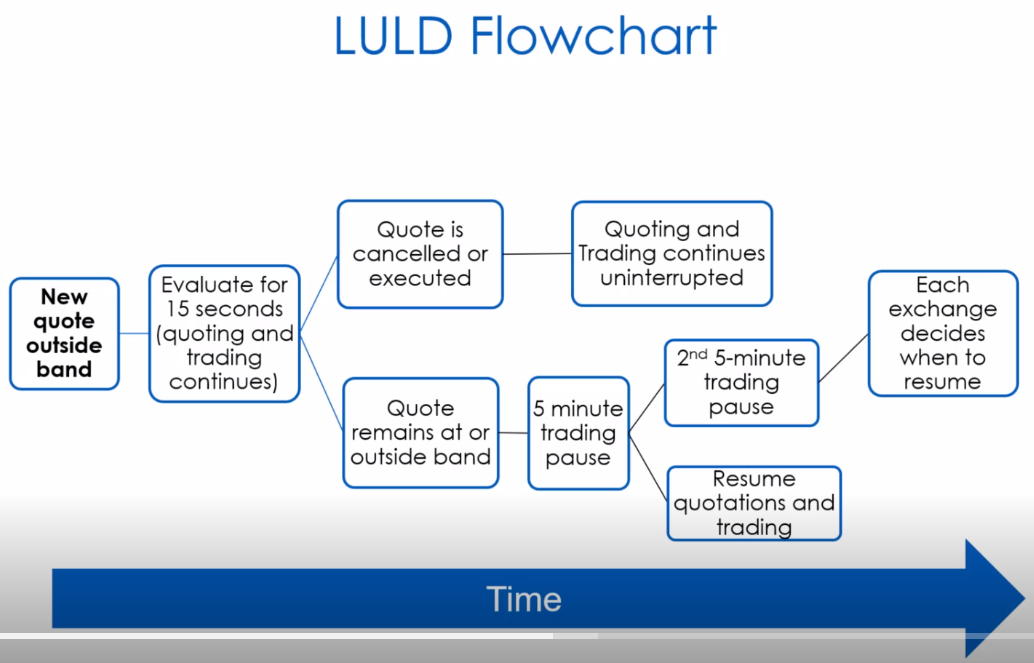 LULD Flowchart
New
quote
outside
band
Evaluate for
15 seconds
(quoting and
trading
continues)
Quote is
cancelled or
executed
Quoting and
Trading continues
uninterrupted
Quote
remains at or
outside band
5 minute
trading
pause
2nd 5-minute
trading
pause
Resume
quotations and
trading
Each
exchange
decides
when to
resume
Time